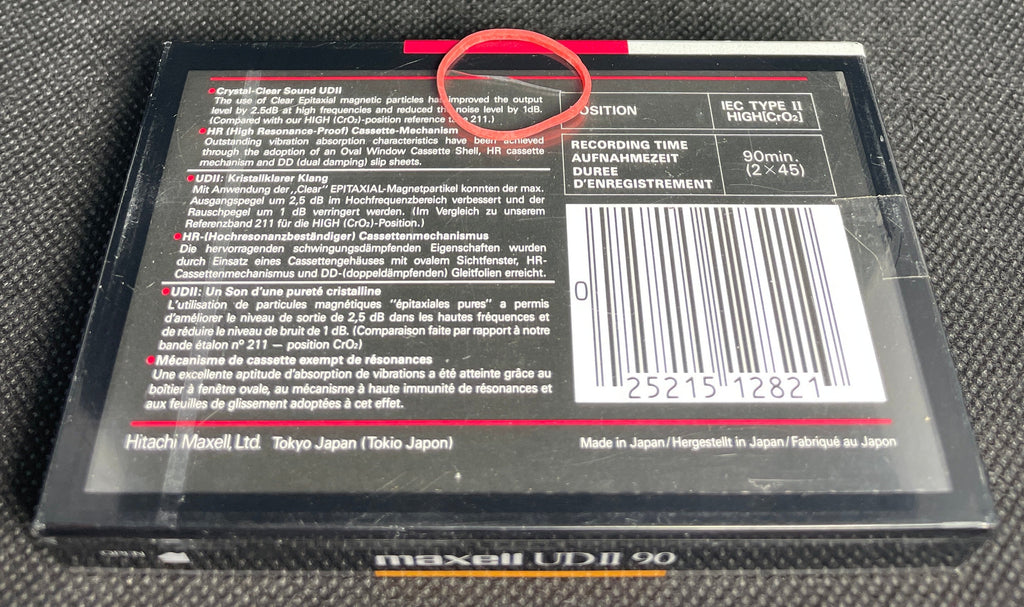 Crystal-Clear Sound UDII
The use of Clear Epitaxial magnetic particles has improved the output
level by 2.5dB at high frequencies and reduced the noise level by 1dB.
(Compared with our HIGH (CrO₂)-position reference 211.)
HR (High Resonance-Proof) Cassette-Mechanism
Outstanding vibration absorption characteristics have been achieved
through the adoption of an Oval Window Cassette Shell, HR cassette
mechanism and DD (dual damping) slip sheets.
UDII: Kristallklarer Klang
Mit Anwendung der „Clear" EPITAXIAL-Magnetpartikel konnten der max.
Ausgangspegel um 2,5 dB im Hochfrequenzbereich verbessert und der
Rauschpegel um 1 dB verringert werden. (Im Vergleich zu unserem
Referenzband 211 für die HIGH (CrO₂)-Position.)
HR-(Hochresonanzbeständiger) Cassettenmechanismus
Die hervorragenden schwingungsdämpfenden Eigenschaften wurden
durch Einsatz eines Cassettengehäuses mit ovalem Sichtfenster, HR-
Cassettenmechanismus und DD-(doppeldämpfenden) Gleitfolien erreicht.
UDII: Un Son d'une pureté cristalline
L'utilisation de particules magnétiques "épitaxiales pures" a permis
d'améliorer le niveau de sortie de 2,5 dB dans les hautes fréquences et
de réduire le niveau de bruit de 1 dB. (Comparaison faite par rapport à notre
bande étalon n° 211 — position CrO₂)
Mécanisme de cassette exempt de résonances
Une excellente aptitude d'absorption de vibrations a été atteinte grâce au
boîtier à fenêtre ovale, au mécanisme à haute immunité de résonances et
aux feuilles de glissement adoptées à cet effet.
POSITION
IEC TYPE II
HIGH[CrO₂]
RECORDING TIME
AUFNAHMEZEIT
DUREE
D'ENREGISTREMENT
90min.
(2×45)
0 25215 12821
Hitachi Maxell, Ltd. Tokyo Japan (Tokio Japon)
Made in Japan/Hergestellt in Japan/Fabriqué au Japon
OPEN
maxell UDII 90